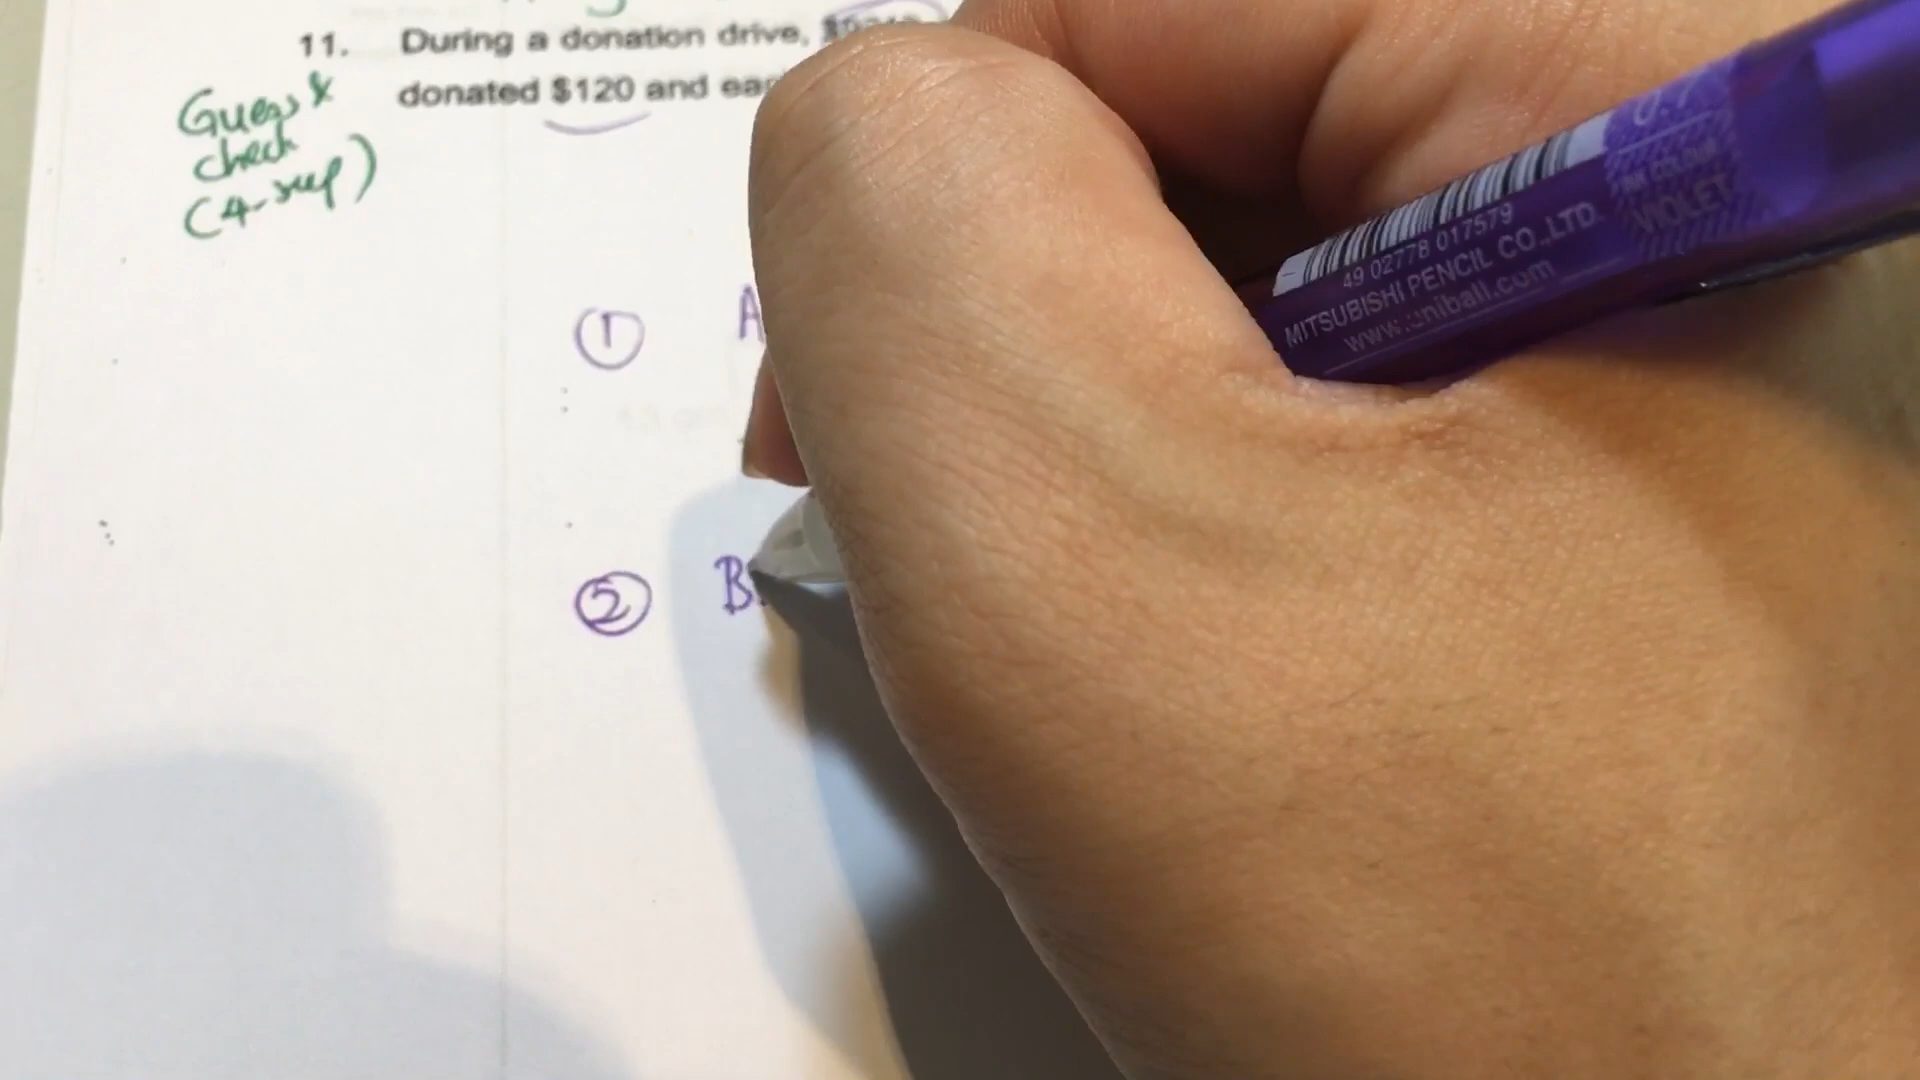 11. During a donation drive,
donated $120 and
Guess &
check
(4-step)
① A
② B
49 02778 017579
MITSUBISHI PENCIL CO.,LTD.
www.uniball.com
0.7
INK COLOUR
VIOLET